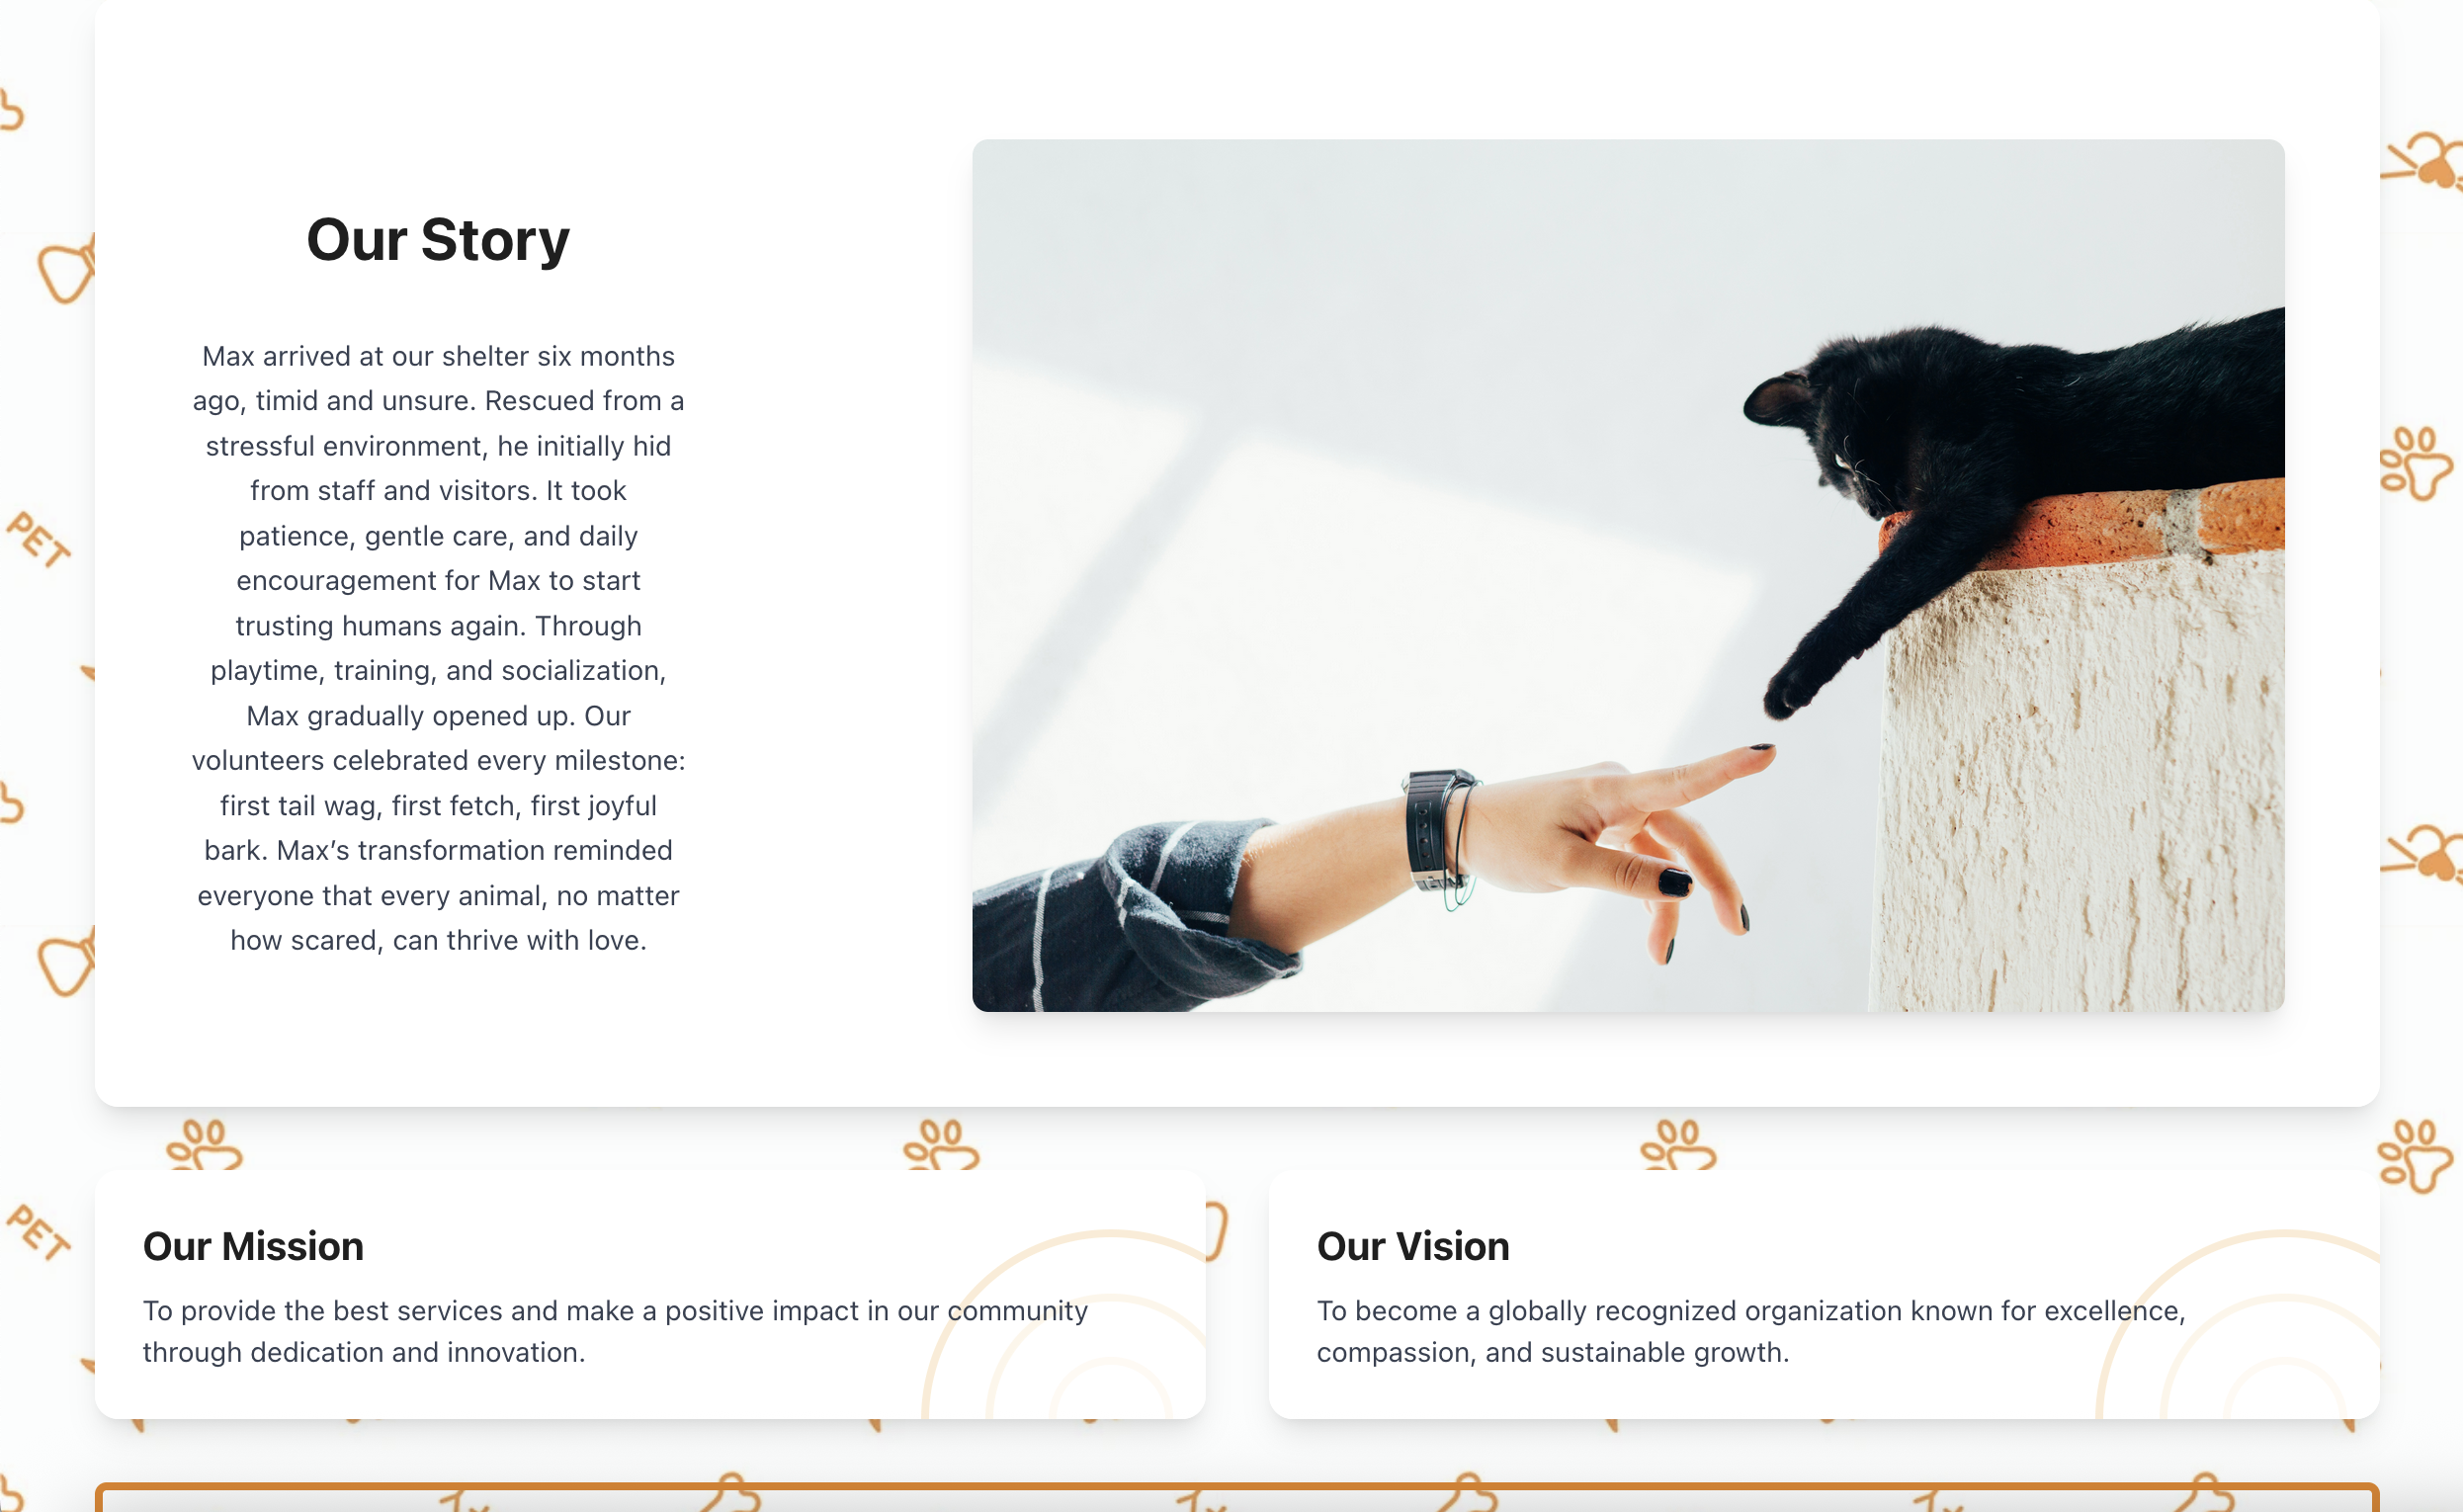 Our Story
Max arrived at our shelter six months
ago, timid and unsure. Rescued from a
stressful environment, he initially hid
from staff and visitors. It took
patience, gentle care, and daily
encouragement for Max to start
trusting humans again. Through
playtime, training, and socialization,
Max gradually opened up. Our
volunteers celebrated every milestone:
first tail wag, first fetch, first joyful
bark. Max’s transformation reminded
everyone that every animal, no matter
how scared, can thrive with love.
PET
PET
Our Mission
To provide the best services and make a positive impact in our community
through dedication and innovation.
Our Vision
To become a globally recognized organization known for excellence,
compassion, and sustainable growth.